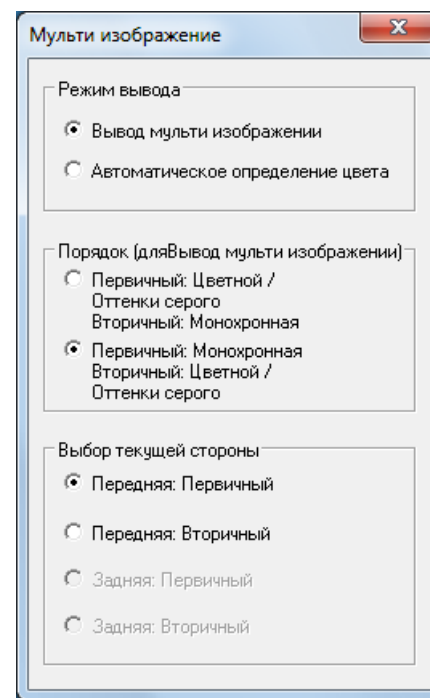 Мульти изображение
Режим вывода
Вывод мульти изображении
Автоматическое определение цвета
Порядок (дляВывод мульти изображении)
Первичный: Цветной /
Оттенки серого
Вторичный: Монохронная
Первичный: Монохронная
Вторичный: Цветной /
Оттенки серого
Выбор текущей стороны
Передняя: Первичный
Передняя: Вторичный
Задняя: Первичный
Задняя: Вторичный